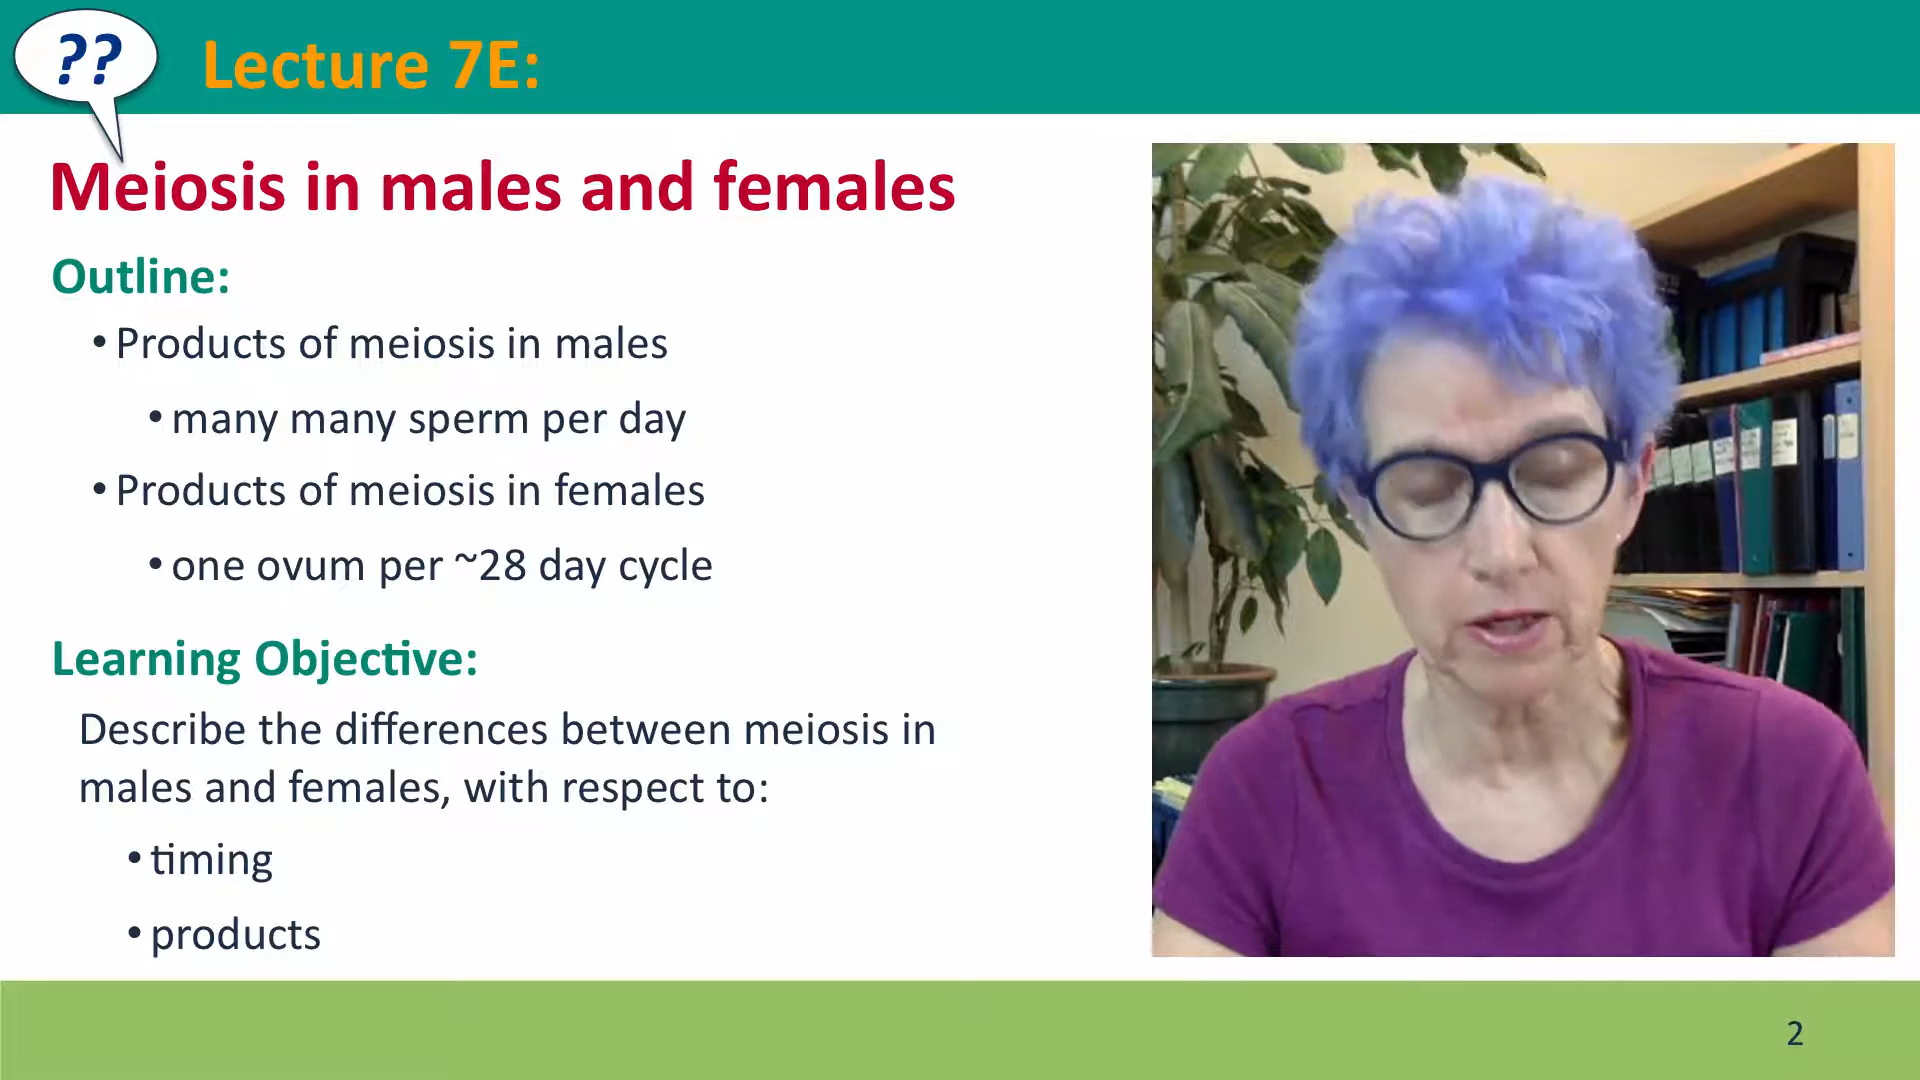 ??
Lecture 7E:
Meiosis in males and females
Outline:
• Products of meiosis in males
• many many sperm per day
• Products of meiosis in females
• one ovum per ~28 day cycle
Learning Objective:
Describe the differences between meiosis in
males and females, with respect to:
• timing
• products
2